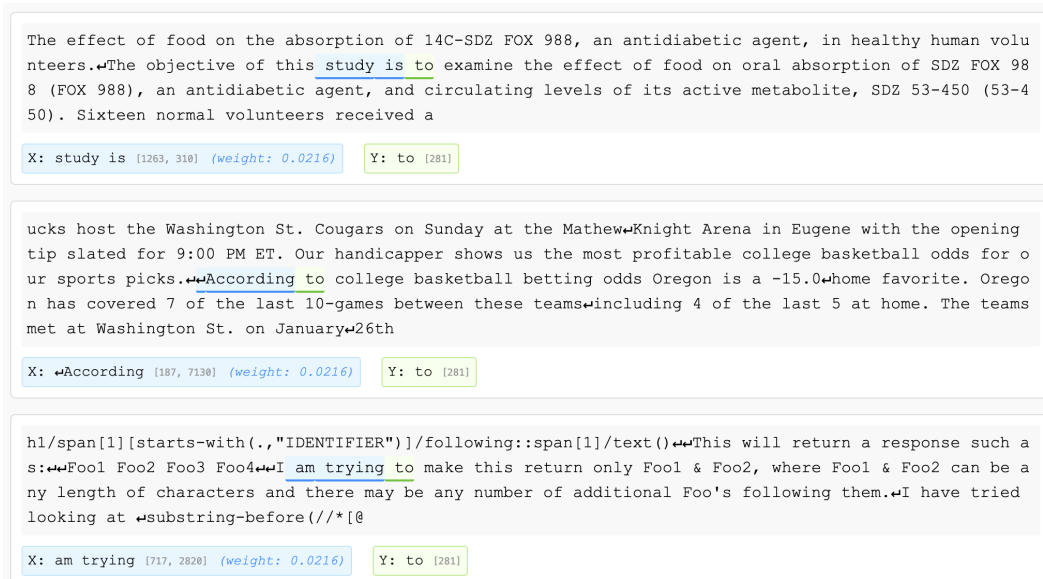 The effect of food on the absorption of 14C-SDZ FOX 988, an antidiabetic agent, in healthy human volu
nteers.↵The objective of this study is to examine the effect of food on oral absorption of SDZ FOX 98
8 (FOX 988), an antidiabetic agent, and circulating levels of its active metabolite, SDZ 53-450 (53-4
50). Sixteen normal volunteers received a
X: study is [1263, 310] (weight: 0.0216) Y: to [281]
ucks host the Washington St. Cougars on Sunday at the Mathew↵Knight Arena in Eugene with the opening
tip slated for 9:00 PM ET. Our handicapper shows us the most profitable college basketball odds for o
ur sports picks.↵↵According to college basketball betting odds Oregon is a -15.0↵home favorite. Orego
n has covered 7 of the last 10-games between these teams↵including 4 of the last 5 at home. The teams
met at Washington St. on January↵26th
X: ↵According [187, 7130] (weight: 0.0216) Y: to [281]
h1/span[1][starts-with(.,"IDENTIFIER")]/following::span[1]/text()↵↵This will return a response such a
s:↵↵Foo1 Foo2 Foo3 Foo4↵↵I am trying to make this return only Foo1 & Foo2, where Foo1 & Foo2 can be a
ny length of characters and there may be any number of additional Foo's following them.↵I have tried
looking at ↵substring-before(//*[@
X: am trying [717, 2820] (weight: 0.0216) Y: to [281]